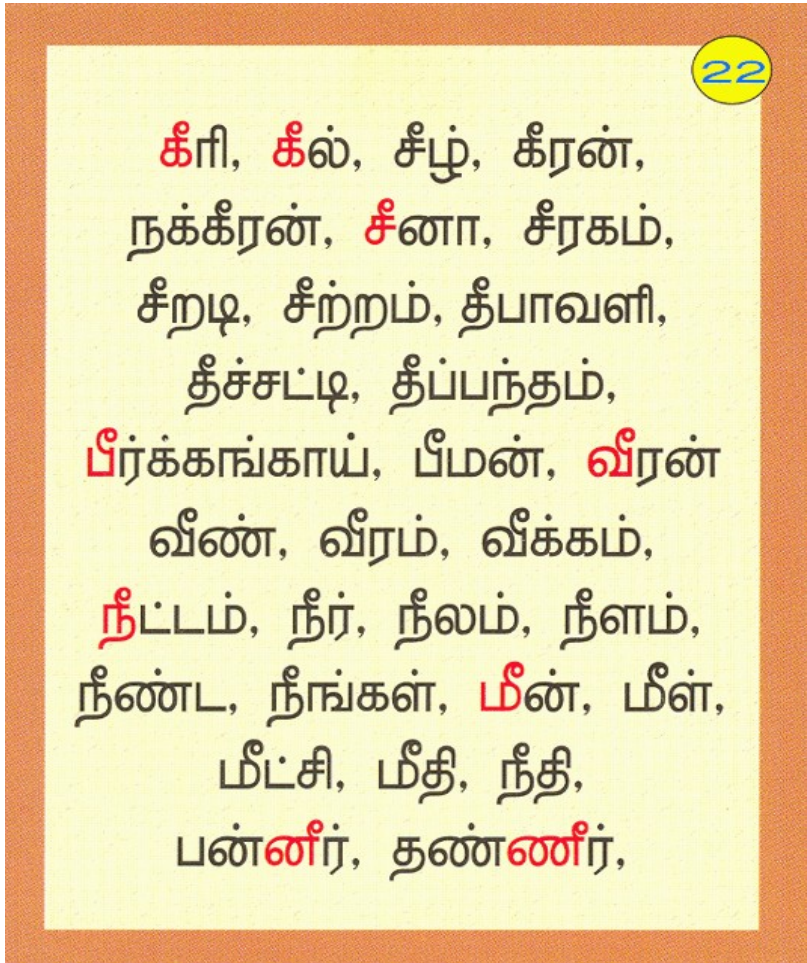 22
கீரி, கீல், சீழ், கீரன்,
நக்கீரன், சீனா, சீரகம்,
சீறடி, சீற்றம், தீபாவளி,
தீச்சட்டி, தீப்பந்தம்,
பீர்க்கங்காய், பீமன், வீரன்
வீண், வீரம், வீக்கம்,
நீட்டம், நீர், நீலம், நீளம்,
நீண்ட, நீங்கள், மீன், மீள்,
மீட்சி, மீதி, நீதி,
பன்னீர், தண்ணீர்,